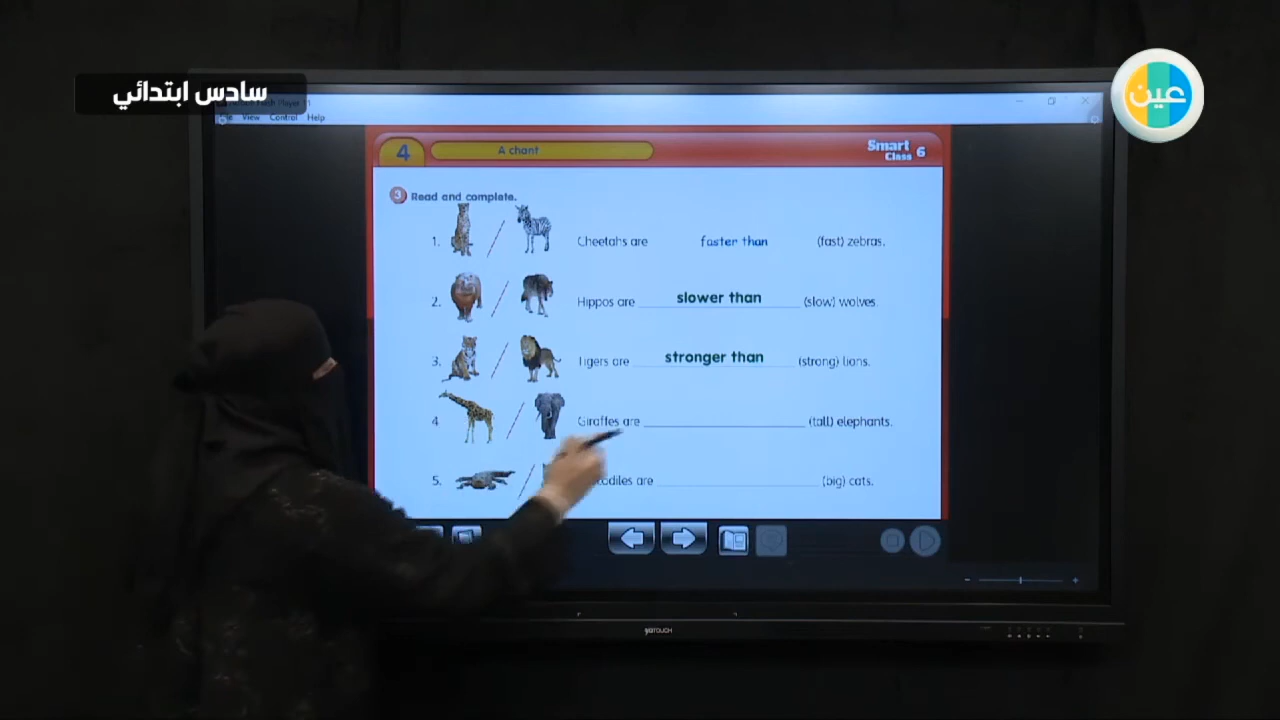 سادس ابتدائي
عين
View Control Help
4 A chant Smart Class 6
3 Read and complete.
1. Cheetahs are faster than (fast) zebras.
2. Hippos are slower than (slow) wolves.
3. Tigers are stronger than (strong) lions.
4 Giraffes are (tall) elephants.
5. are (big) cats.